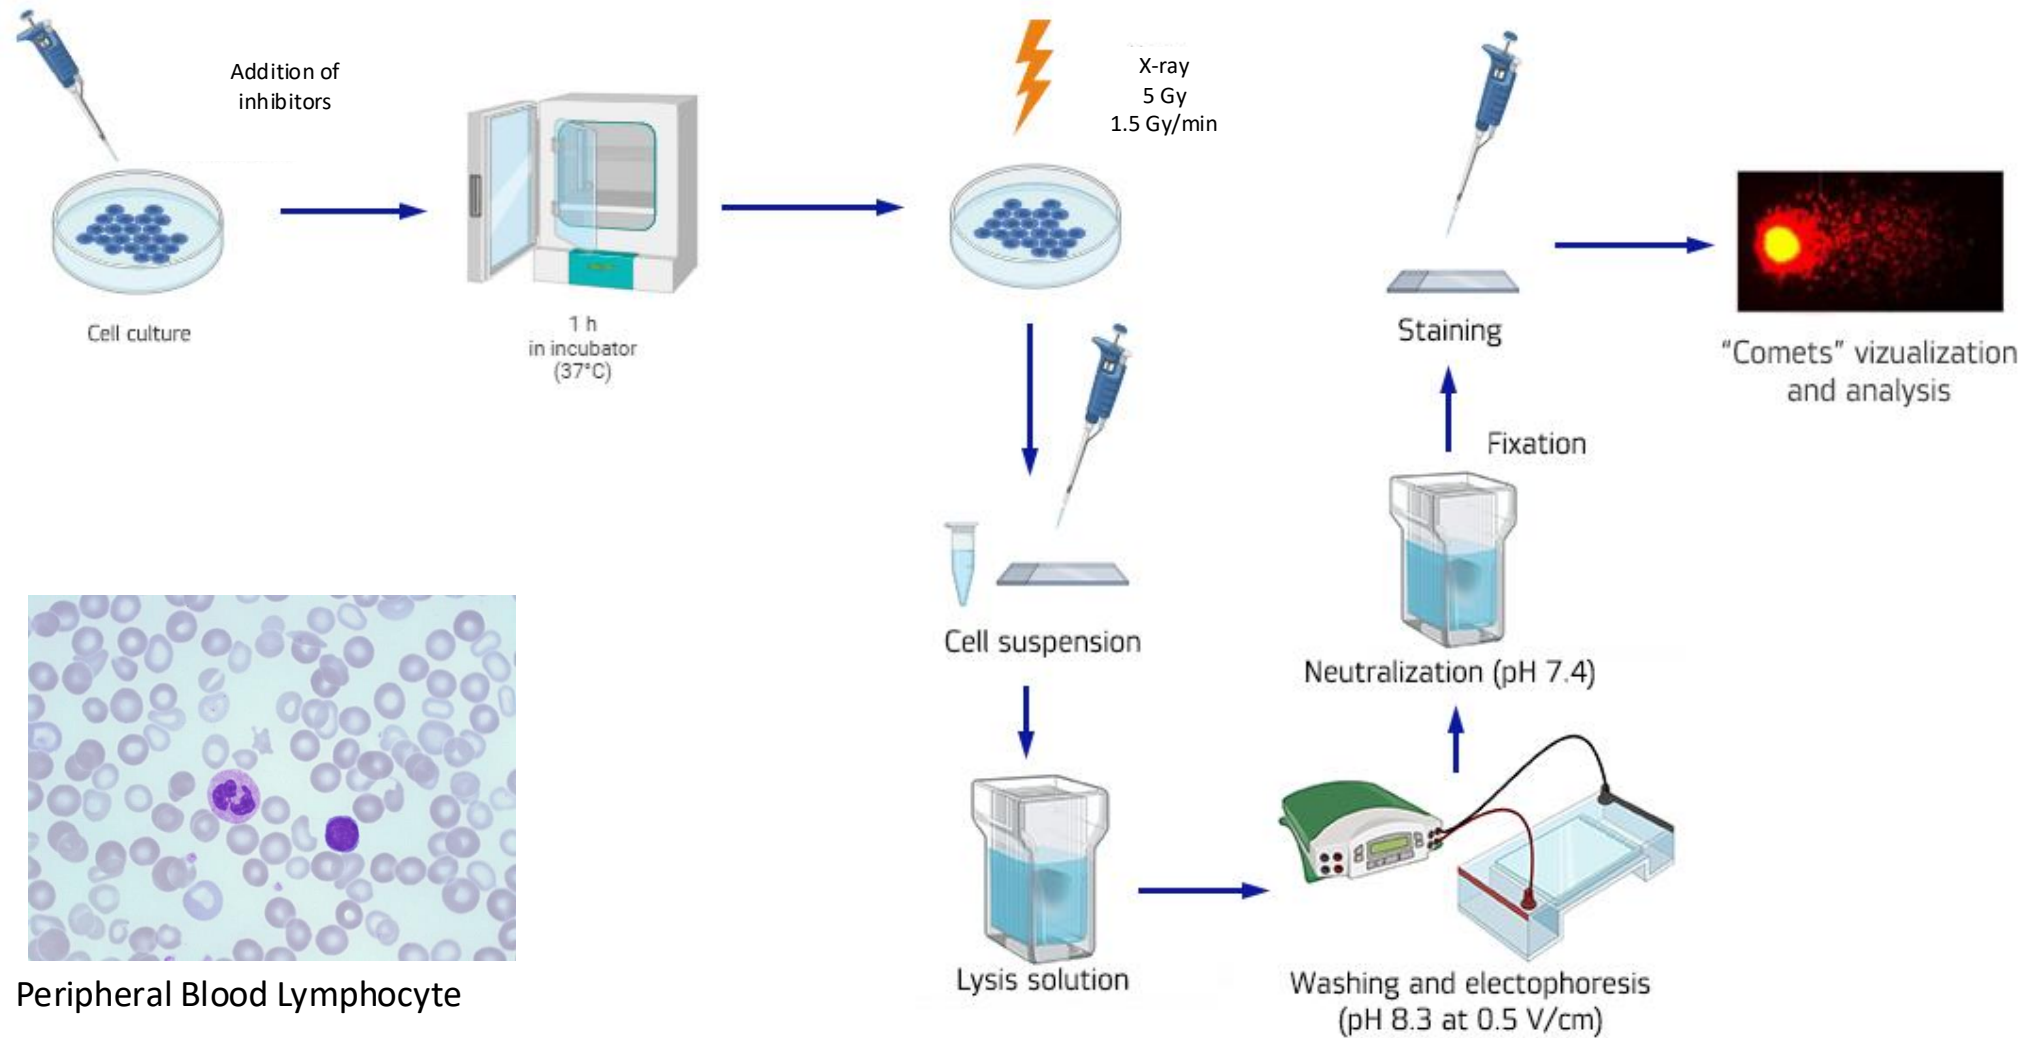 Addition of
inhibitors
Cell culture
1 h
in incubator
(37°C)
X-ray
5 Gy
1.5 Gy/min
Cell suspension
Lysis solution
Washing and electophoresis
(pH 8.3 at 0.5 V/cm)
Neutralization (pH 7.4)
Fixation
Staining
“Comets” vizualization
and analysis
Peripheral Blood Lymphocyte